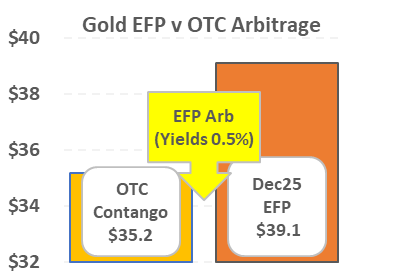 Gold EFP v OTC Arbitrage
$40
$38
$36
$34
$32
EFP Arb
(Yields 0.5%)
OTC
Contango
$35.2
Dec25
EFP
$39.1